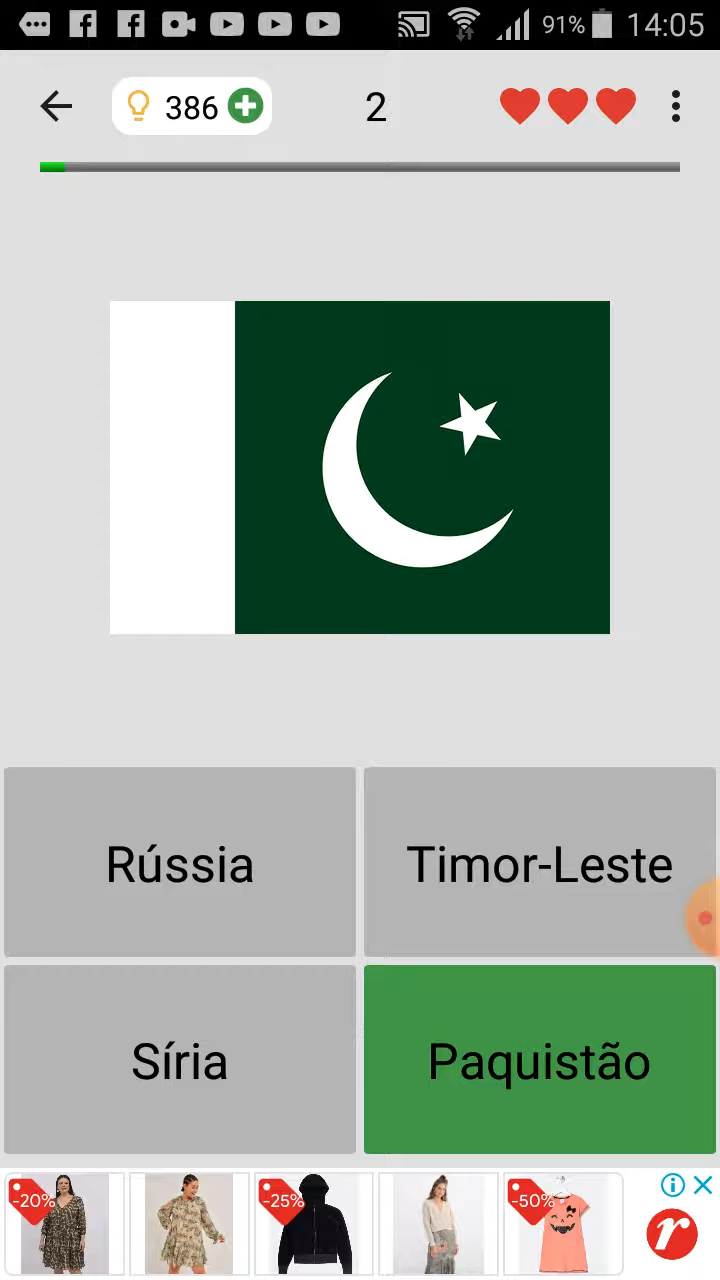 91% 14:05
386 2
Rússia Timor-Leste
Síria Paquistão
-20% -25% -50%
r